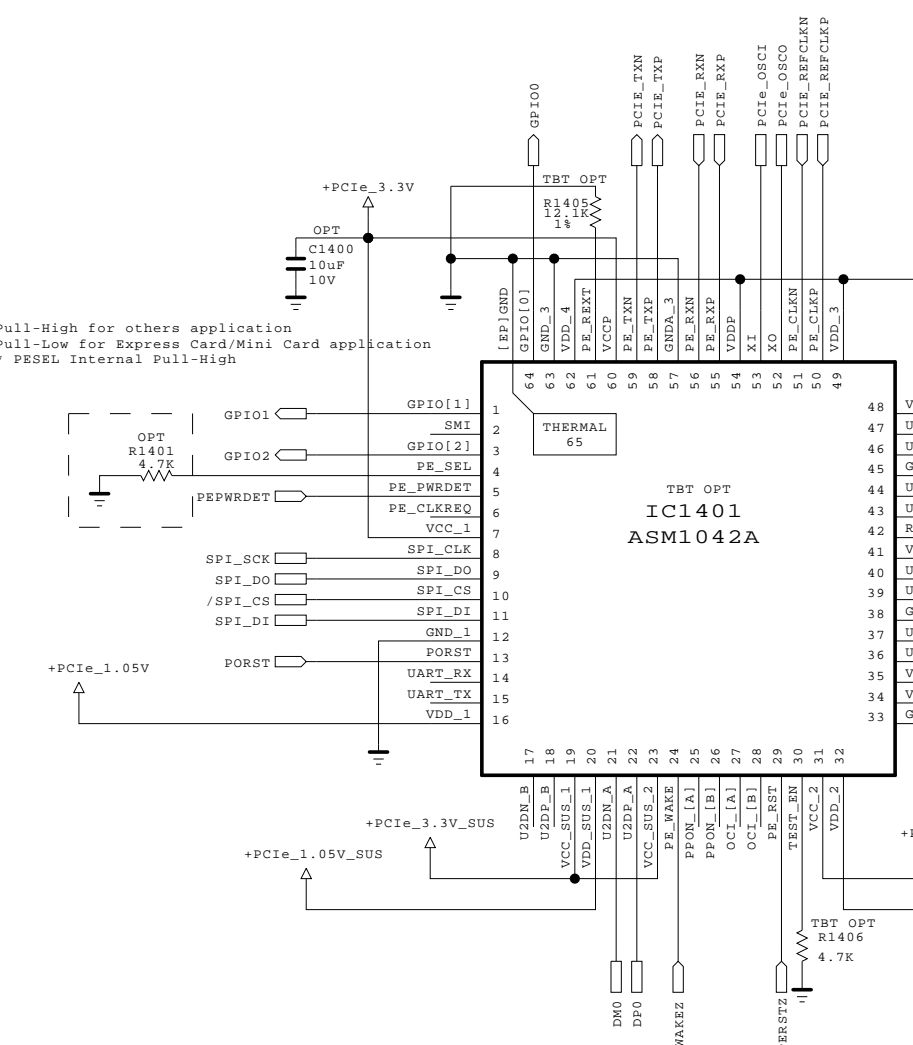 GPIO0
PCIE_TXN
PCIE_TXP
PCIE_RXN
PCIE_RXP
PCIe_OSCI
PCIe_OSCO
PCIE_REFCLKN
PCIE_REFCLKP
+PCIe_3.3V
OPT
C1400
10uF
10V
TBT OPT
R1405
12.1K
1%
Pull-High for others application
Pull-Low for Express Card/Mini Card application
* PESEL Internal Pull-High
[EP]GND
GPIO[0]
GND_3
VDD_4
PE_REXT
VCCP
PE_TXN
PE_TXP
GNDA_3
PE_RXN
PE_RXP
VDDP
XI
XO
PE_CLKN
PE_CLKP
VDD_3
64
63
62
61
60
59
58
57
56
55
54
53
52
51
50
49
THERMAL
65
TBT OPT
IC1401
ASM1042A
GPIO1
GPIO[1]
1
SMI
2
GPIO2
GPIO[2]
3
OPT
R1401
4.7K
PE_SEL
4
PEPWRDET
PE_PWRDET
5
PE_CLKREQ
6
VCC_1
7
SPI_SCK
SPI_CLK
8
SPI_DO
SPI_DO
9
/SPI_CS
SPI_CS
10
SPI_DI
SPI_DI
11
GND_1
12
PORST
PORST
13
UART_RX
14
UART_TX
15
+PCIe_1.05V
VDD_1
16
48 V
47 U
46 U
45 G
44 U
43 U
42 R
41 V
40 U
39 U
38 G
37 U
36 U
35 V
34 V
33 G
17
18
19
20
21
22
23
24
25
26
27
28
29
30
31
32
U2DN_B
U2DP_B
VCC_SUS_1
VDD_SUS_1
U2DN_A
U2DP_A
VCC_SUS_2
PE_WAKE
PPON_[A]
PPON_[B]
OCI_[A]
OCI_[B]
PE_RST
TEST_EN
VCC_2
VDD_2
+PCIe_3.3V_SUS
+PCIe_1.05V_SUS
TBT OPT
R1406
4.7K
DM0
DP0
WAKEZ
PERSTZ